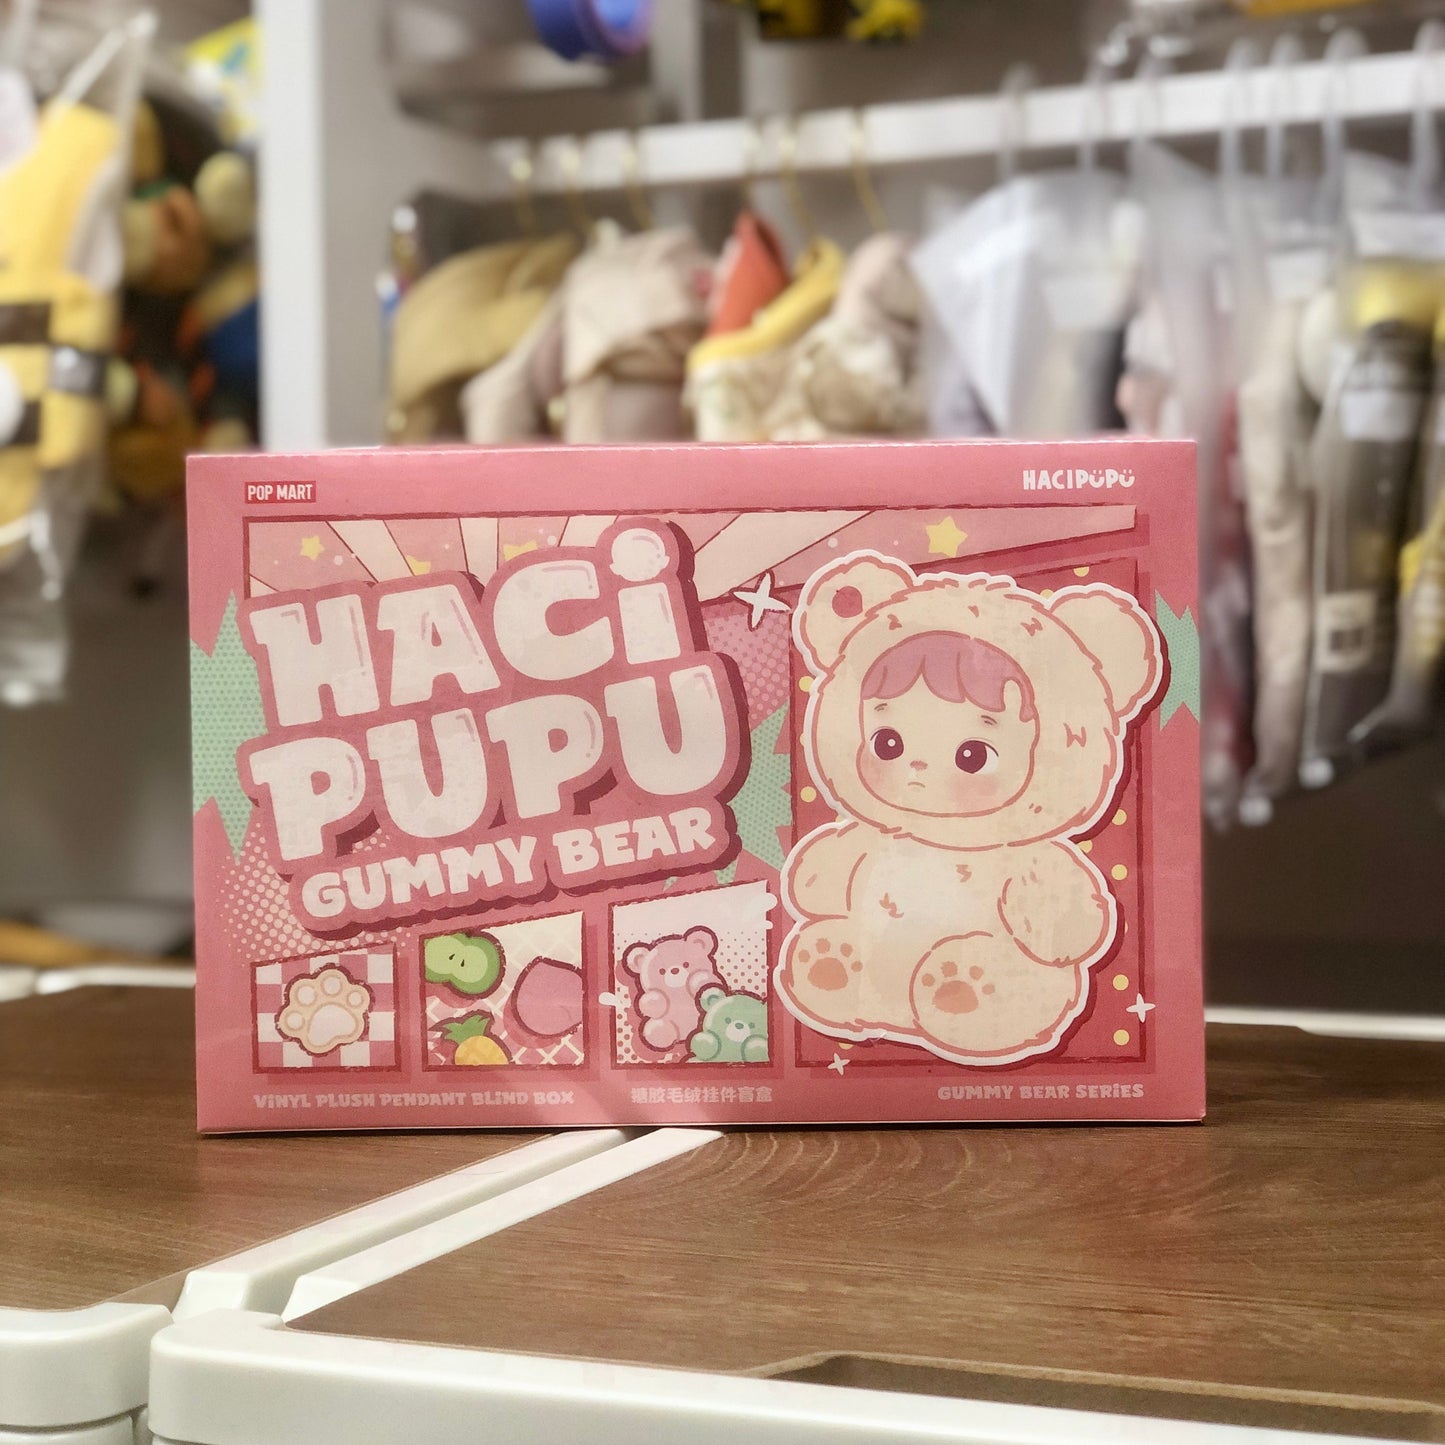 POP MART
HACIPÜPÜ
HACi
PUPU
GUMMY BEAR
ViNYL PLUSH PENDANT BLiND BOX
搪胶毛绒挂件盲盒
GUMMY BEAR SERiES